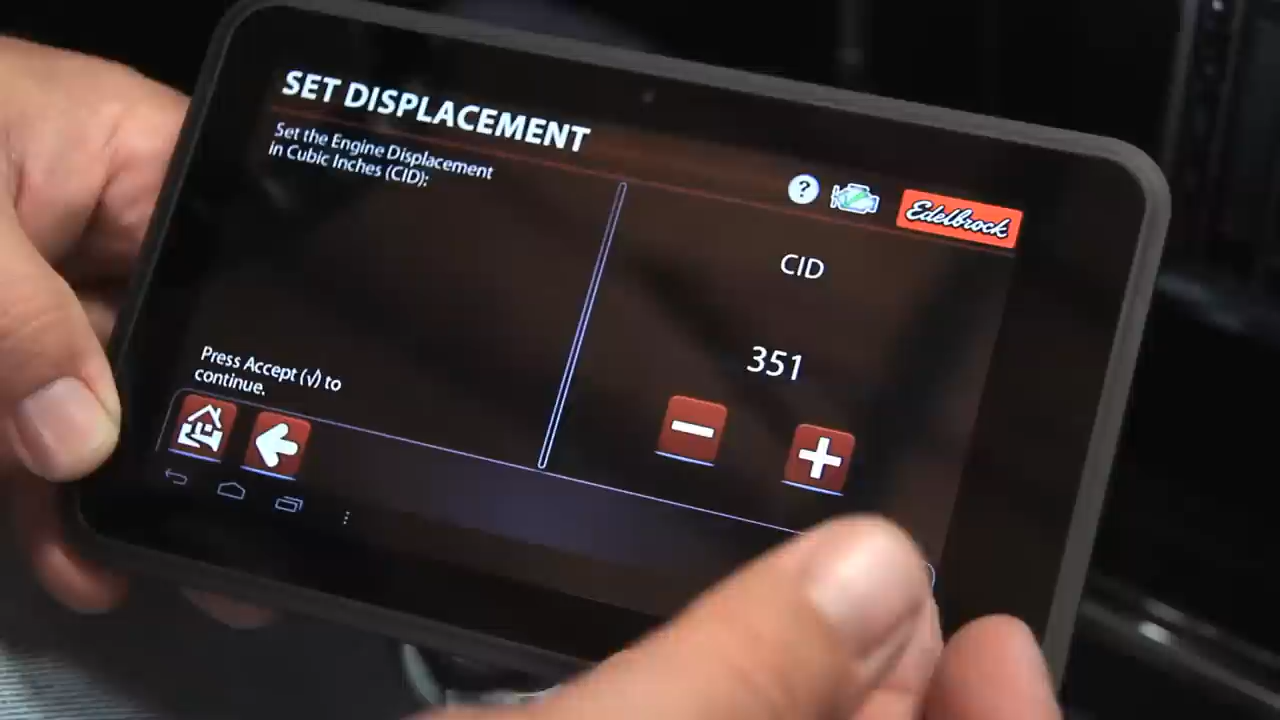 SET DISPLACEMENT
Set the Engine Displacement
in Cubic Inches (CID):
?
Edelbrock
CID
351
Press Accept (√) to
continue.